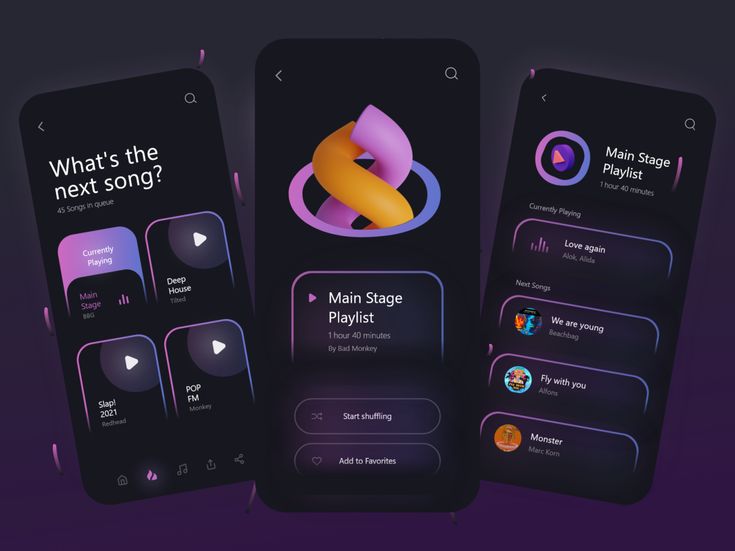 What's the
next song?
45 Songs in queue
Currently
Playing
Main
Stage
BBG
Deep
House
Tilted
Slap!
2021
Redhead
POP
FM
Monkey
Main Stage
Playlist
1 hour 40 minutes
By Bad Monkey
Start shuffling
Add to Favorites
Main Stage
Playlist
1 hour 40 minutes
Currently Playing
Love again
Alok, Alida
Next Songs
We are young
Beachbag
Fly with you
Alfons
Monster
Marc Korn